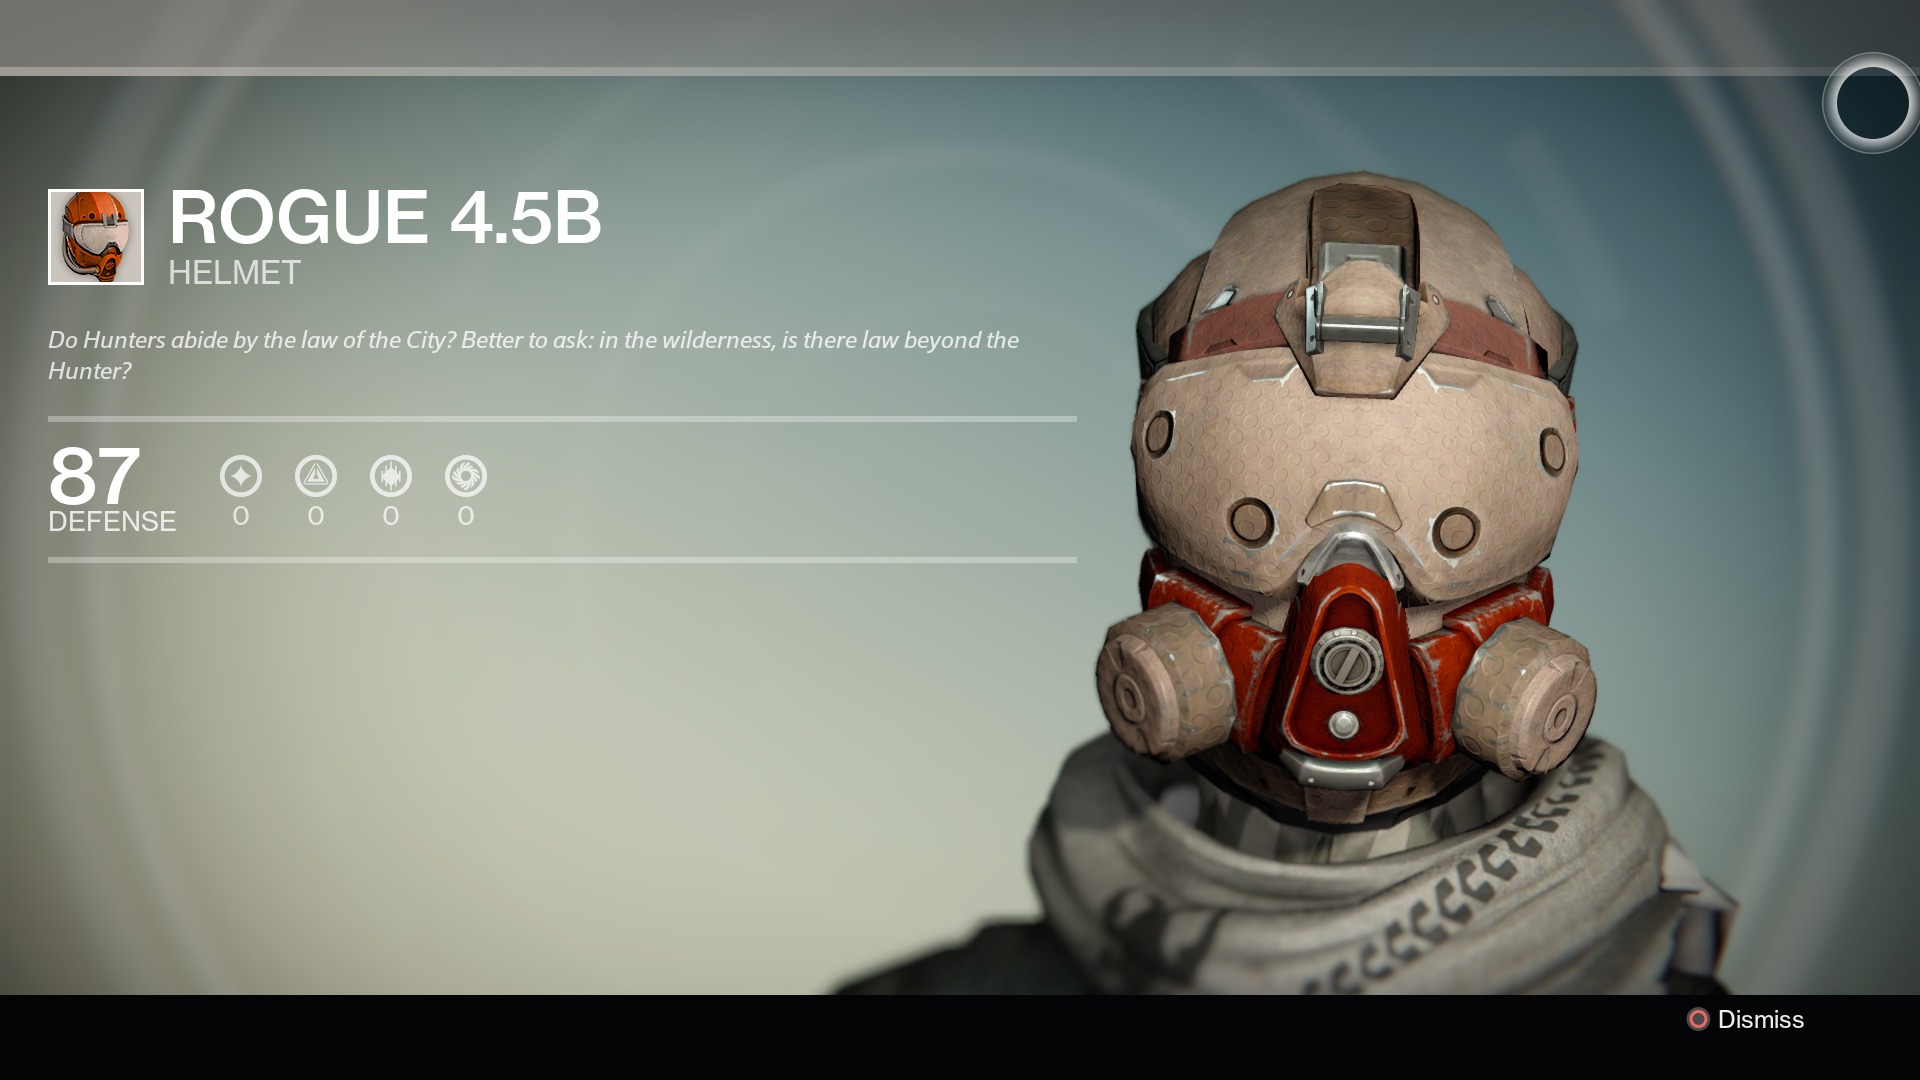 ROGUE 4.5B
HELMET
Do Hunters abide by the law of the City? Better to ask: in the wilderness, is there law beyond the
Hunter?
87
DEFENSE
0 0 0 0
Dismiss